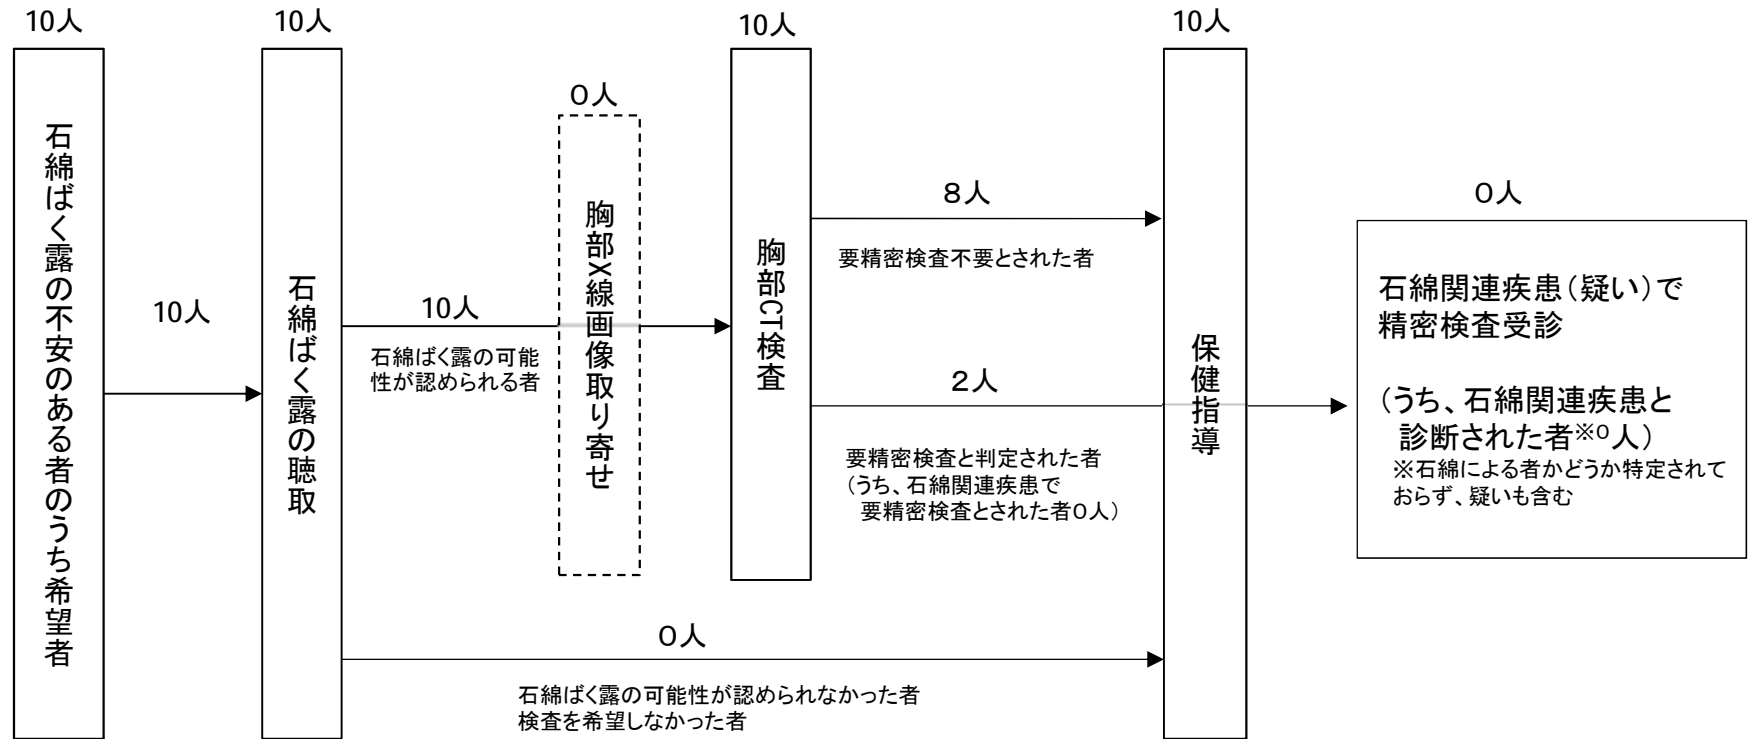 10人
石綿ばく露の不安のある者のうち希望者
10人
10人
石綿ばく露の聴取
10人
石綿ばく露の可能
性が認められる者
0人
胸部X線画像取り寄せ
10人
胸部CT検査
8人
要精密検査不要とされた者
2人
要精密検査と判定された者
(うち、石綿関連疾患で
要精密検査とされた者0人)
0人
石綿ばく露の可能性が認められなかった者
検査を希望しなかった者
10人
保健指導
0人
石綿関連疾患(疑い)で
精密検査受診
(うち、石綿関連疾患と
診断された者※0人)
※石綿による者かどうか特定されて
おらず、疑いも含む